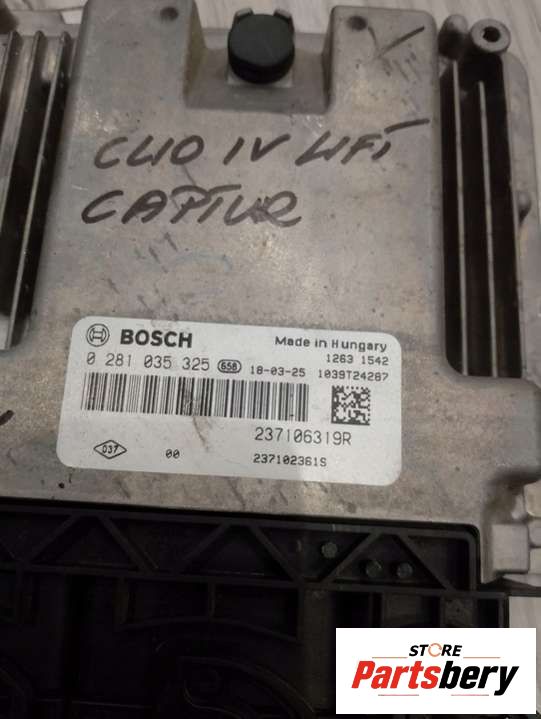 CLIO IV LIFT
CAPTUR
BOSCH
Made in Hungary
0 281 035 325 658 18-03-25
1263 1542
1039T24287
237106319R
037 00 237102361S
STORE
Partsbery